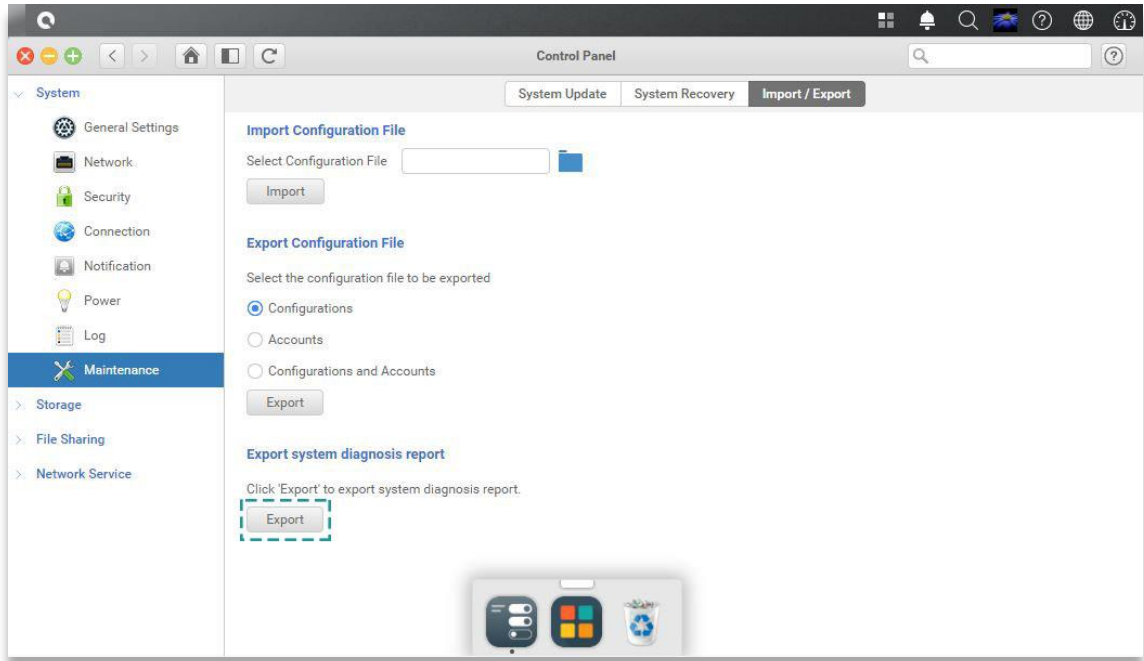 Control Panel
System
General Settings
Network
Security
Connection
Notification
Power
Log
Maintenance
Storage
File Sharing
Network Service
System Update
System Recovery
Import / Export
Import Configuration File
Select Configuration File
Import
Export Configuration File
Select the configuration file to be exported
Configurations
Accounts
Configurations and Accounts
Export
Export system diagnosis report
Click 'Export' to export system diagnosis report.
Export